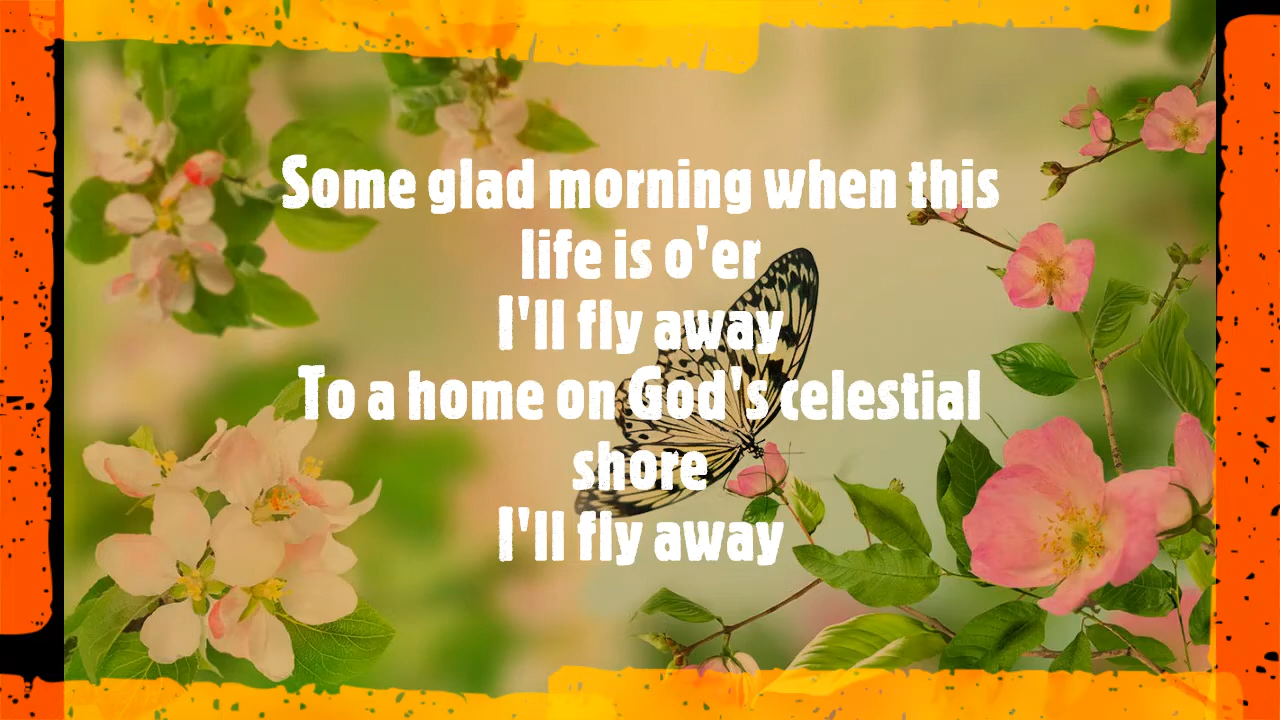 Some glad morning when this
life is o'er
I'll fly away
To a home on God's celestial
shore
I'll fly away